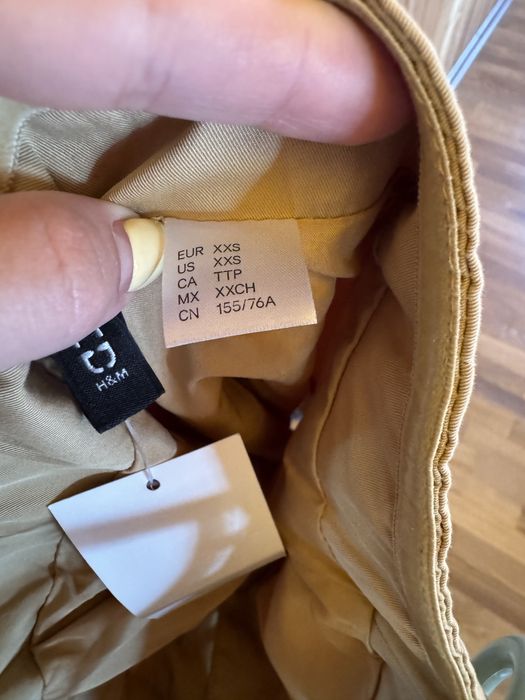 EUR XXS
US XXS
CA TTP
MX XXCH
CN 155/76A
H&M